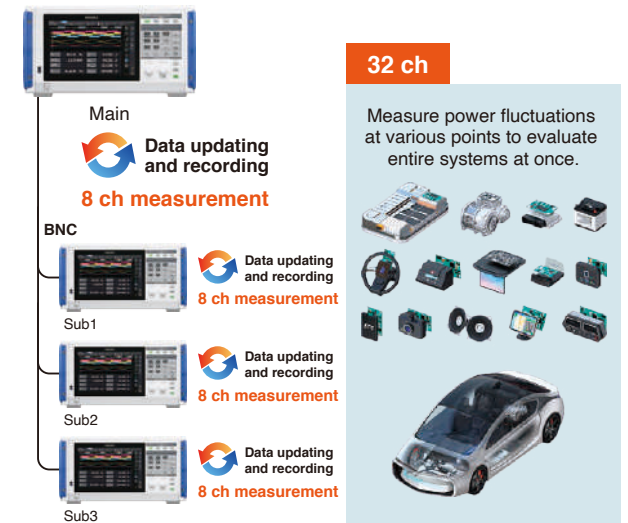 Main
Data updating
and recording
8 ch measurement
BNC
Data updating
and recording
8 ch measurement
Sub1
Data updating
and recording
8 ch measurement
Sub2
Data updating
and recording
8 ch measurement
Sub3
32 ch
Measure power fluctuations
at various points to evaluate
entire systems at once.